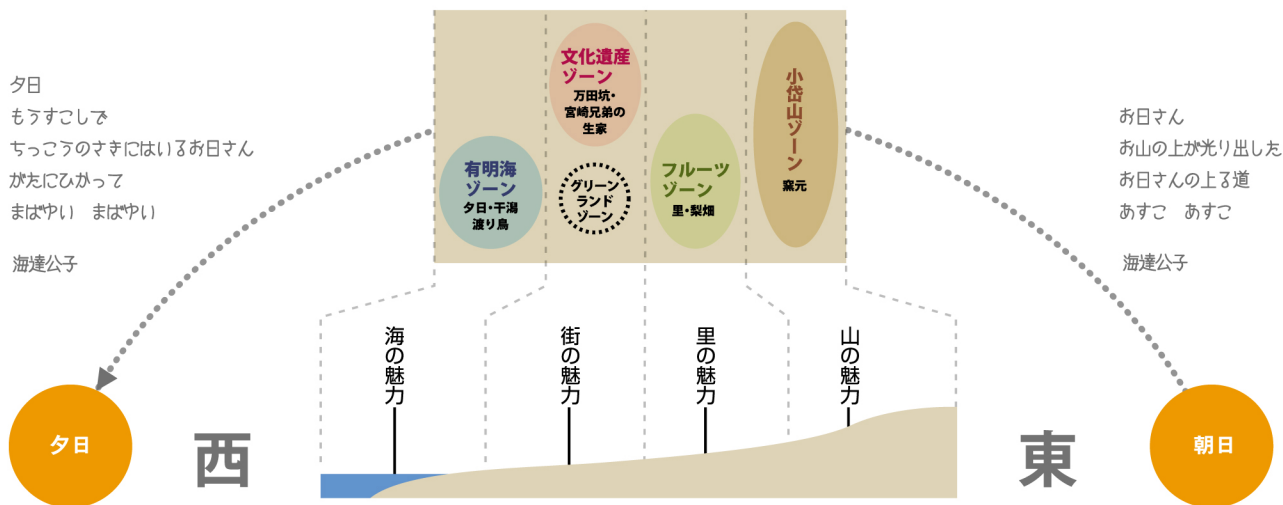 夕日
もうすこしで
ちっこうのさきにはいるお日さん
がたにひかって
まばゆい　まばゆい
海達公子
文化遺産
ゾーン
万田坑・
宮崎兄弟の
生家
有明海
ゾーン
夕日・干潟
渡り鳥
グリーン
ランド
ゾーン
フルーツ
ゾーン
里・梨畑
小岱山ゾーン
窯元
お日さん
お山の上が光り出した
お日さんの上る道
あすこ　あすこ
海達公子
海の魅力
街の魅力
里の魅力
山の魅力
夕日
西
東
朝日